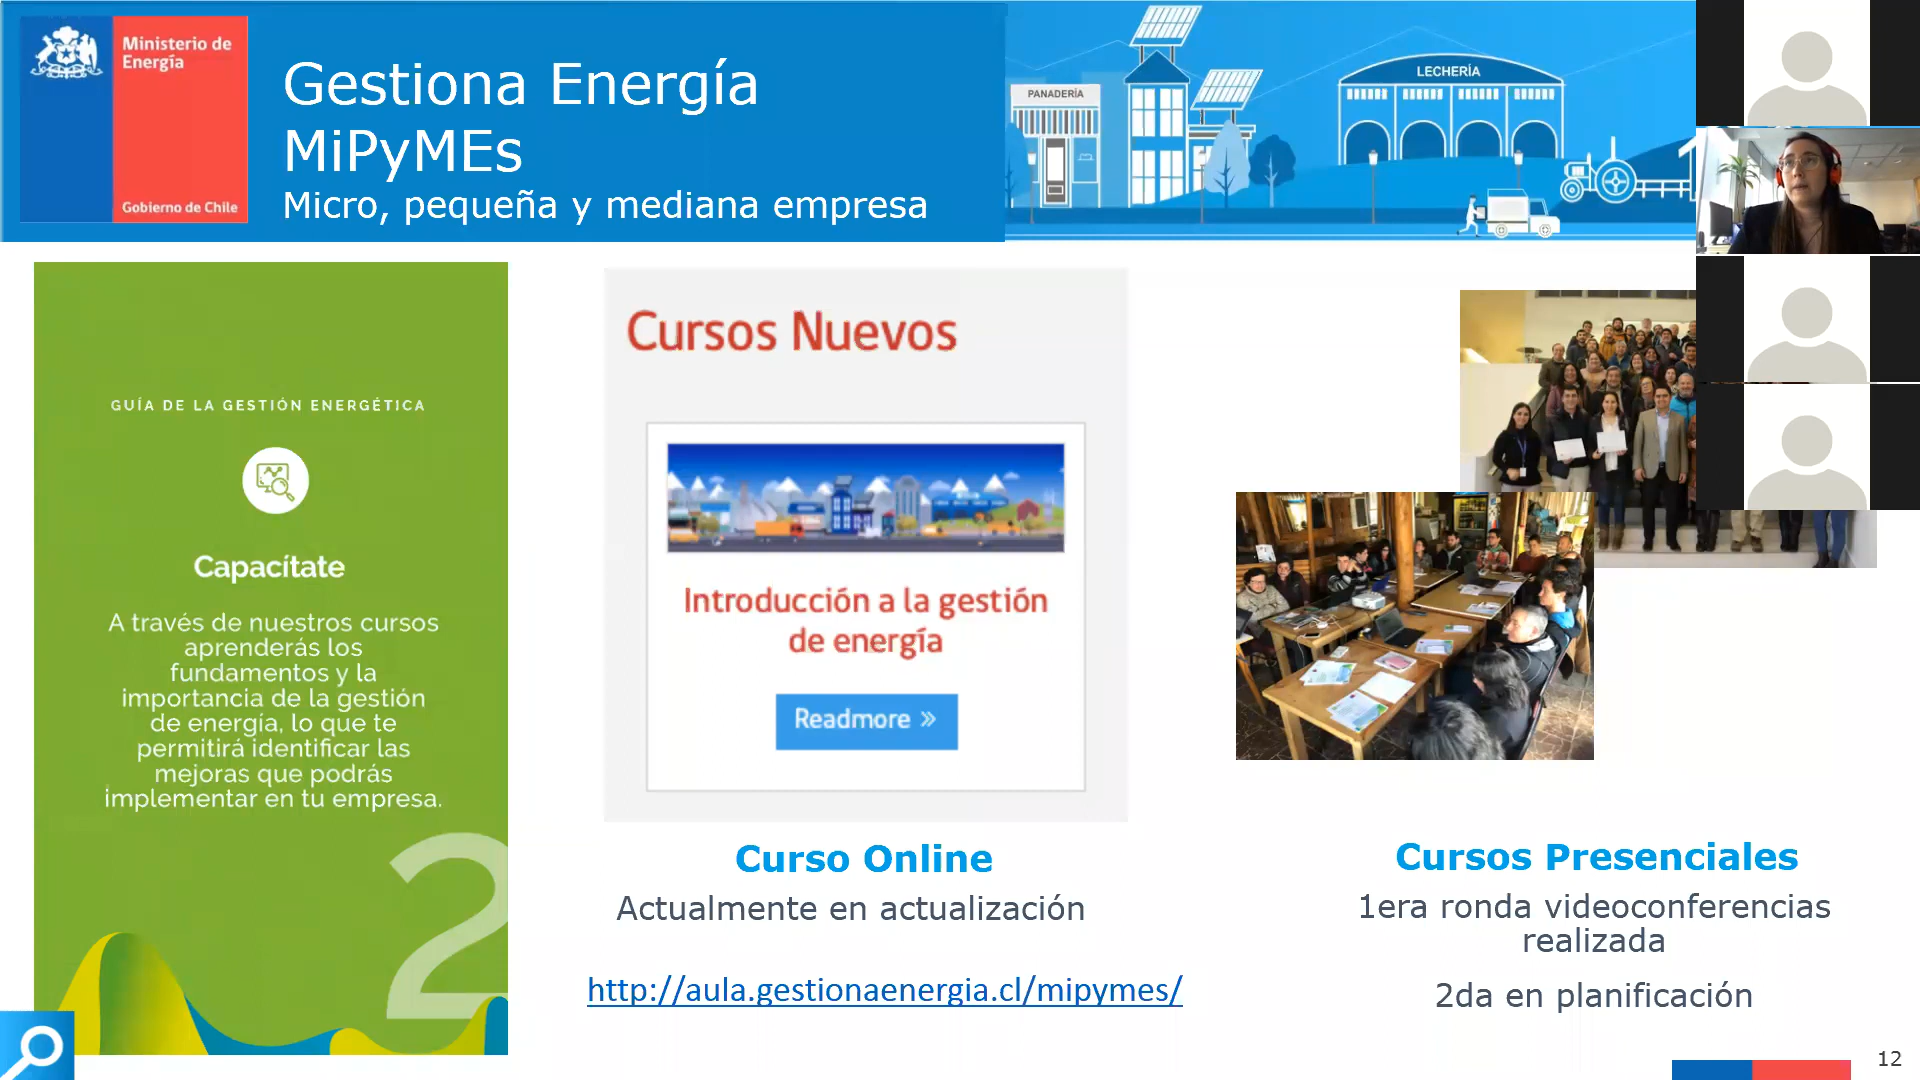 Ministerio de
Energía
Gobierno de Chile
Gestiona Energía
MiPyMEs
Micro, pequeña y mediana empresa
PANADERÍA
LECHERÍA
GUÍA DE LA GESTIÓN ENERGÉTICA
Capacítate
A través de nuestros cursos
aprenderás los
fundamentos y la
importancia de la gestión
de energía, lo que te
permitirá identificar las
mejoras que podrás
implementar en tu empresa.
2
Cursos Nuevos
Introducción a la gestión
de energía
Readmore »
Curso Online
Actualmente en actualización
http://aula.gestionaenergia.cl/mipymes/
Cursos Presenciales
1era ronda videoconferencias
realizada
2da en planificación
12